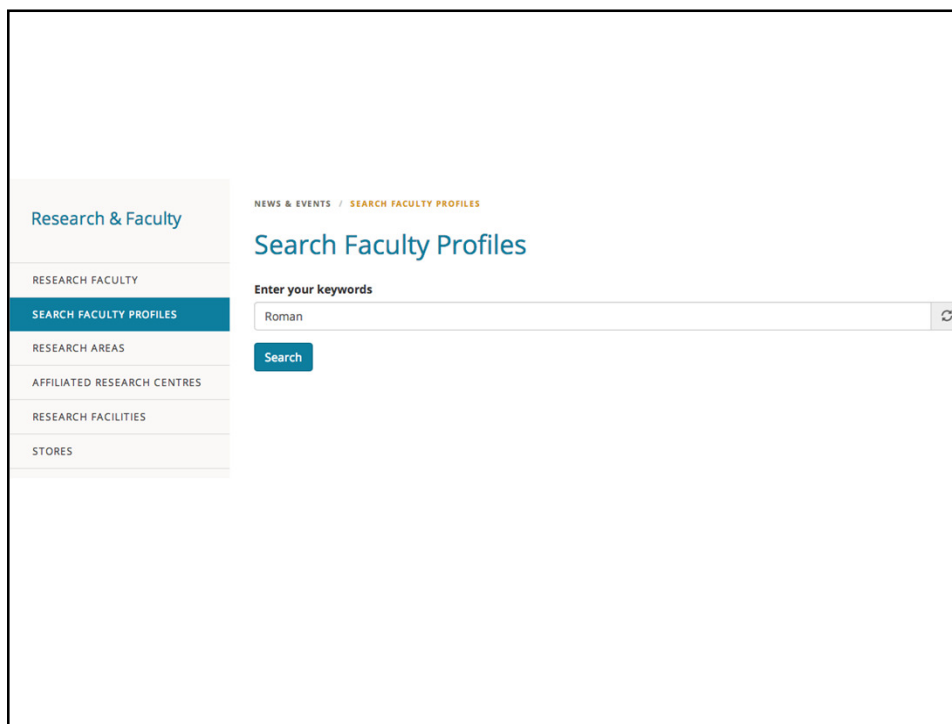 Research & Faculty
RESEARCH FACULTY
SEARCH FACULTY PROFILES
RESEARCH AREAS
AFFILIATED RESEARCH CENTRES
RESEARCH FACILITIES
STORES
NEWS & EVENTS / SEARCH FACULTY PROFILES
Search Faculty Profiles
Enter your keywords
Roman
Search